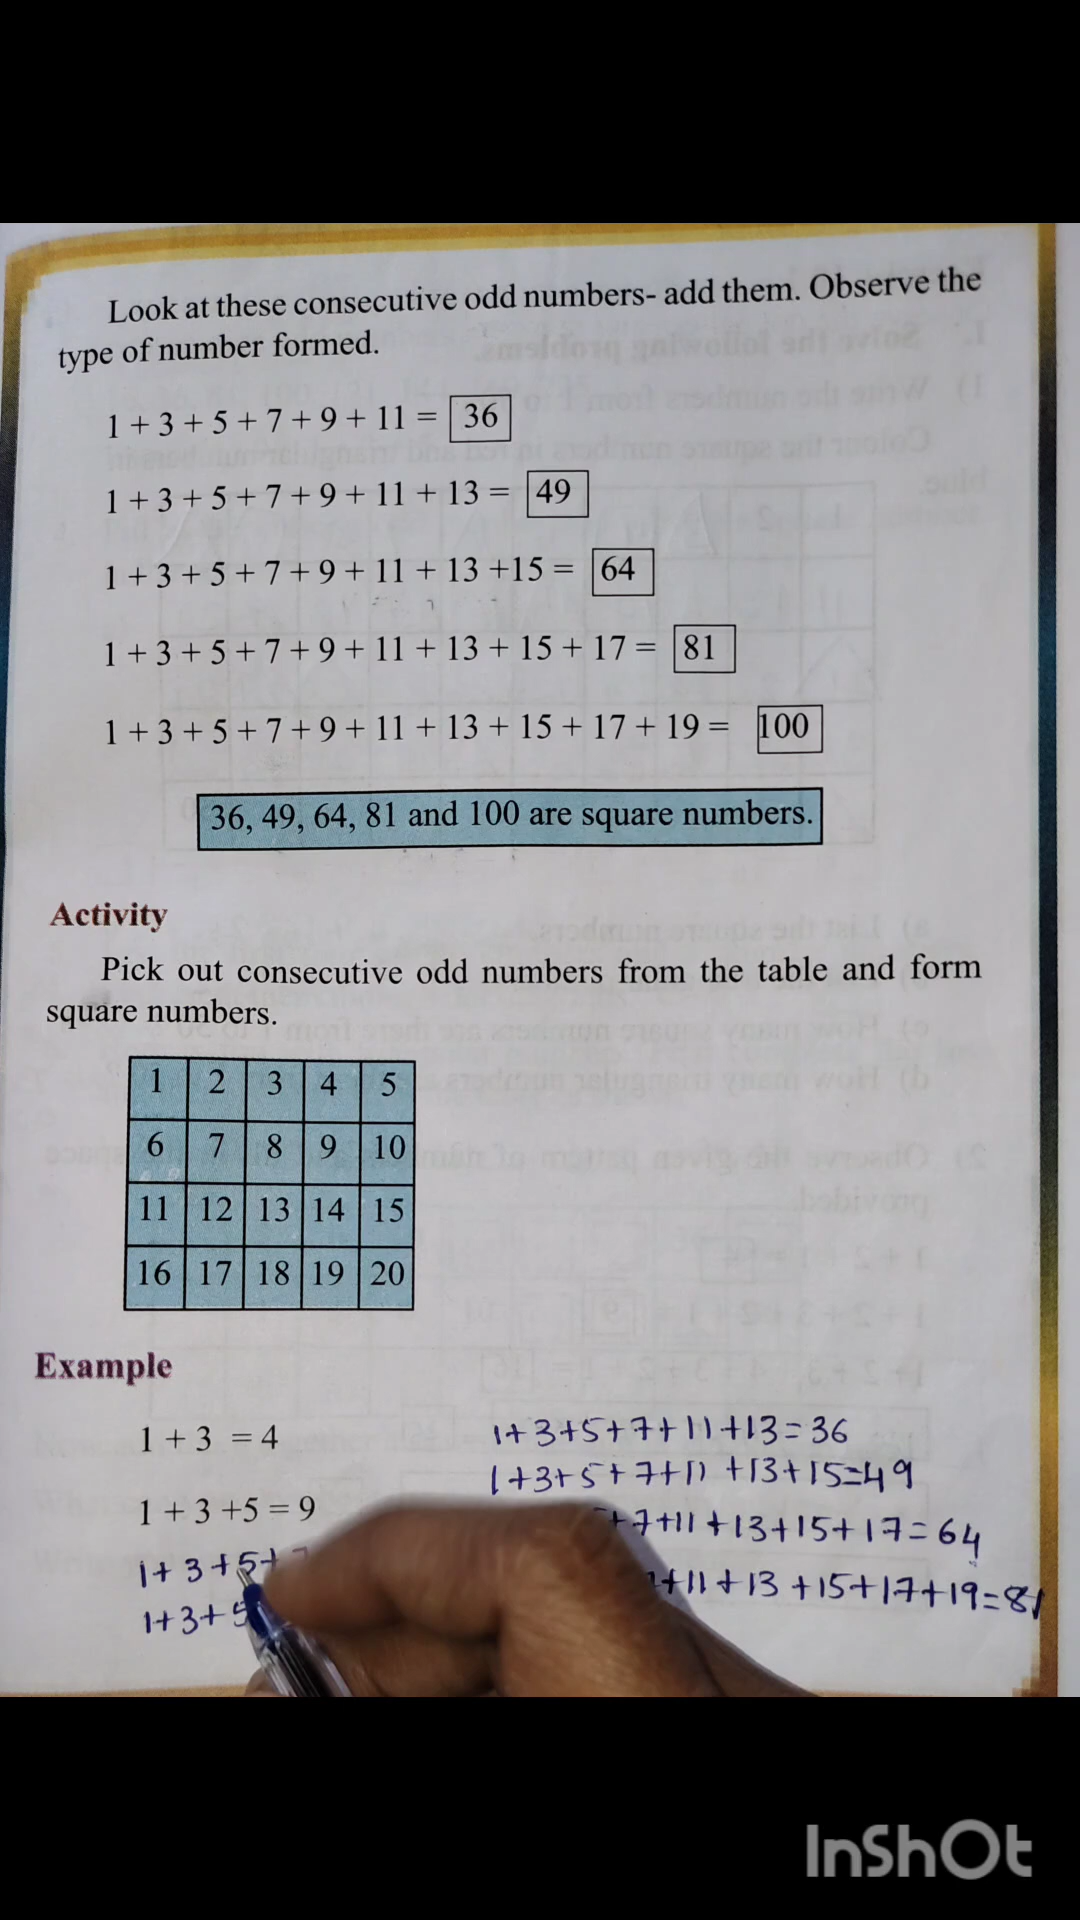 Look at these consecutive odd numbers- add them. Observe the
type of number formed.
1 + 3 + 5 + 7 + 9 + 11 = 36
1 + 3 + 5 + 7 + 9 + 11 + 13 = 49
1 + 3 + 5 + 7 + 9 + 11 + 13 +15 = 64
1 + 3 + 5 + 7 + 9 + 11 + 13 + 15 + 17 = 81
1 + 3 + 5 + 7 + 9 + 11 + 13 + 15 + 17 + 19 = 100
36, 49, 64, 81 and 100 are square numbers.
Activity
Pick out consecutive odd numbers from the table and form
square numbers.
1 2 3 4 5
6 7 8 9 10
11 12 13 14 15
16 17 18 19 20
Example
1 + 3 = 4
1 + 3 +5 = 9
1+ 3 +5+
1+ 3+ 5
1+3+5+7+11+13=36
1+3+5+7+11+13+15=49
+7+11+13+15+17=64
+11+13+15+17+19=81
InShOt